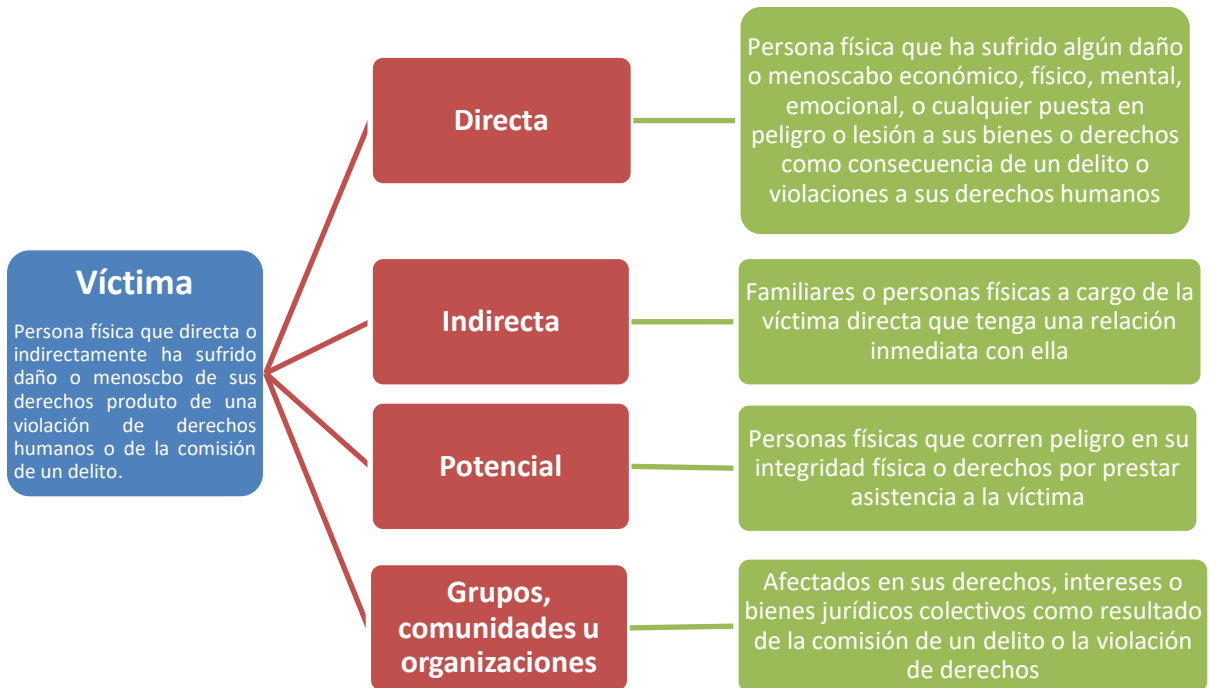 Víctima
Persona física que directa o
indirectamente ha sufrido
daño o menoscbo de sus
derechos produto de una
violación de derechos
humanos o de la comisión
de un delito.
Directa
Persona física que ha sufrido algún daño
o menoscabo económico, físico, mental,
emocional, o cualquier puesta en
peligro o lesión a sus bienes o derechos
como consecuencia de un delito o
violaciones a sus derechos humanos
Indirecta
Familiares o personas físicas a cargo de la
víctima directa que tenga una relación
inmediata con ella
Potencial
Personas físicas que corren peligro en su
integridad física o derechos por prestar
asistencia a la víctima
Grupos,
comunidades u
organizaciones
Afectados en sus derechos, intereses o
bienes jurídicos colectivos como resultado
de la comisión de un delito o la violación
de derechos